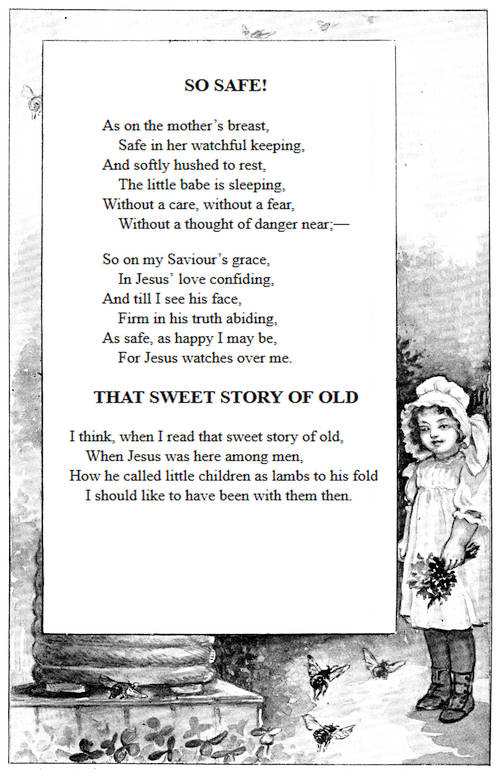 SO SAFE!
As on the mother’s breast,
Safe in her watchful keeping,
And softly hushed to rest,
The little babe is sleeping,
Without a care, without a fear,
Without a thought of danger near;—
So on my Saviour’s grace,
In Jesus’ love confiding,
And till I see his face,
Firm in his truth abiding,
As safe, as happy I may be,
For Jesus watches over me.
THAT SWEET STORY OF OLD
I think, when I read that sweet story of old,
When Jesus was here among men,
How he called little children as lambs to his fold
I should like to have been with them then.